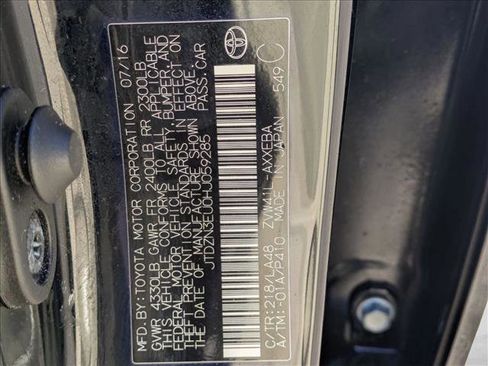 MFD.BY:TOYOTA MOTOR CORPORATION 07/16
GVWR 4330LB GAWR FR 2400LB RR 2300LB
THIS VEHICLE CONFORMS TO ALL APPLICABLE
FEDERAL MOTOR VEHICLE SAFETY, BUMPER,AND
THEFT PREVENTION STANDARDS IN EFFECT ON
THE DATE OF MANUFACTURE SHOWN ABOVE.
JTDZN3EU0HJ059285 PASS.CAR
C/TR:218/LA48 ZVW41L-AXXEBA
A/TM:-01A/P410 MADE IN JAPAN 549
C